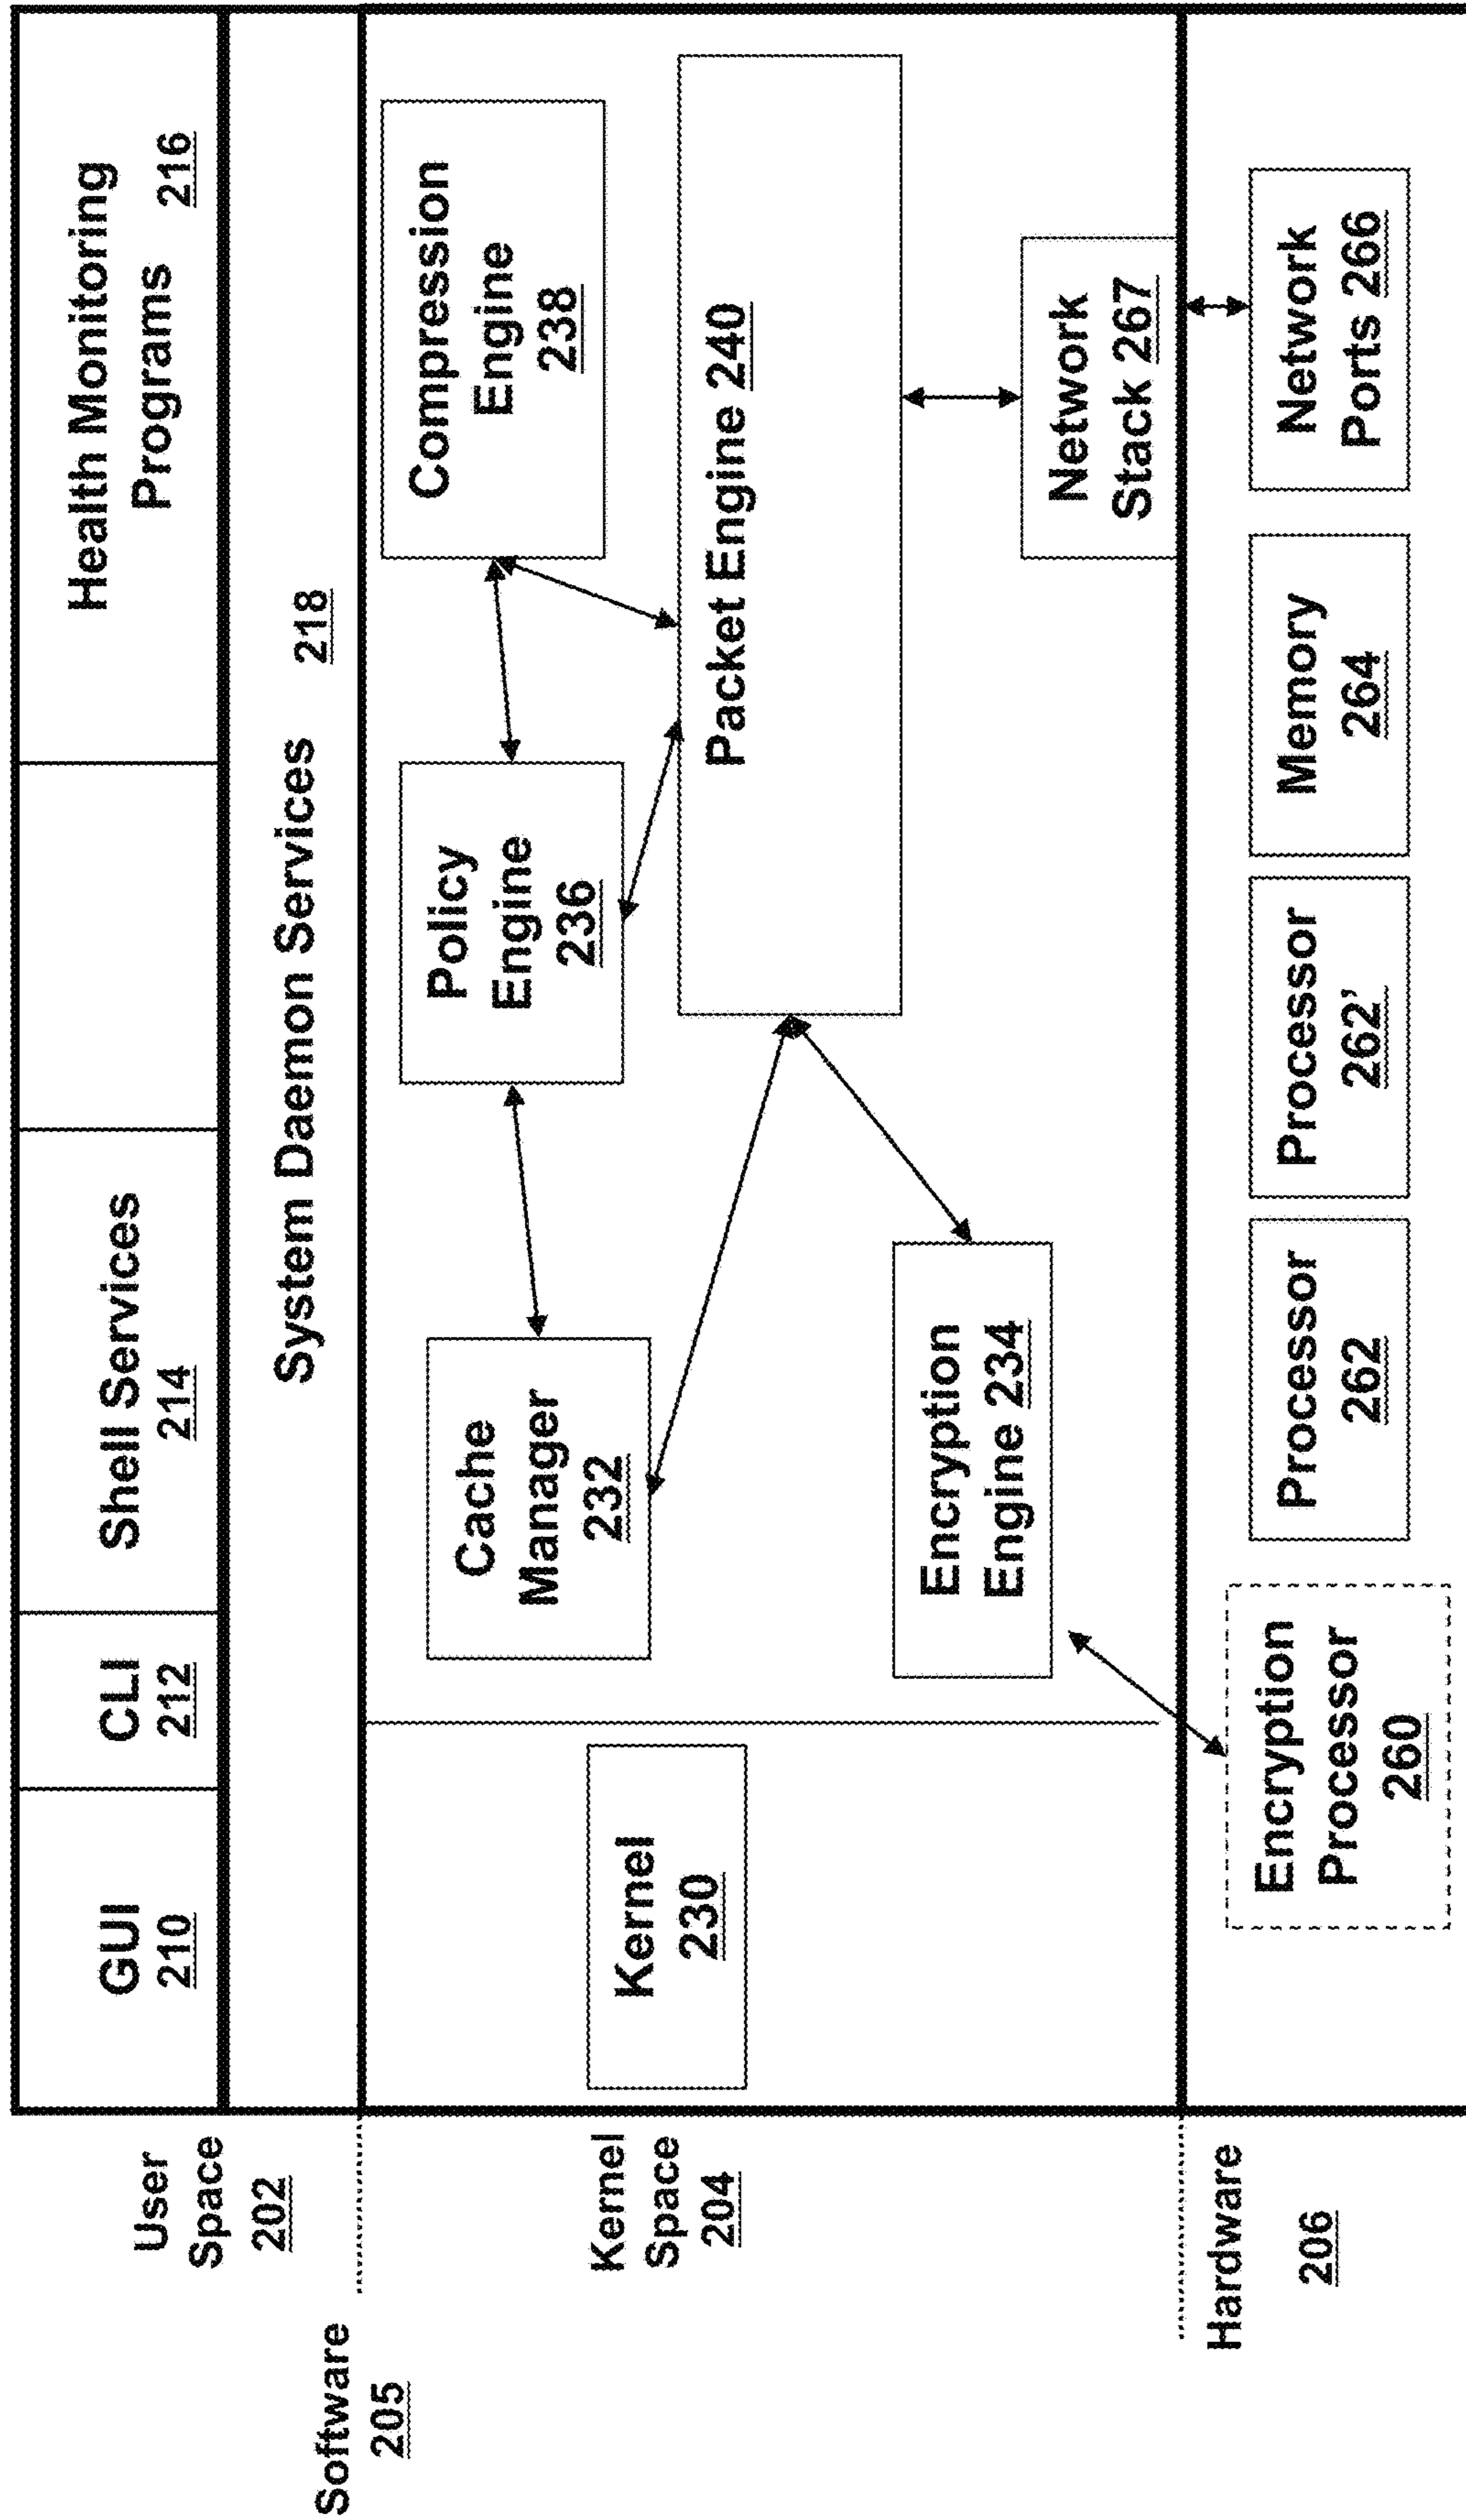 GUI
210
CLI
212
Shell Services
214
Health Monitoring
Programs 216
User
Space
202
System Daemon Services 218
Software
205
Kernel
Space
204
Kernel
230
Cache
Manager
232
Policy
Engine
236
Compression
Engine
238
Packet Engine 240
Encryption
Engine 234
Network
Stack 267
Hardware
206
Encryption
Processor
260
Processor
262
Processor
262’
Memory
264
Network
Ports 266